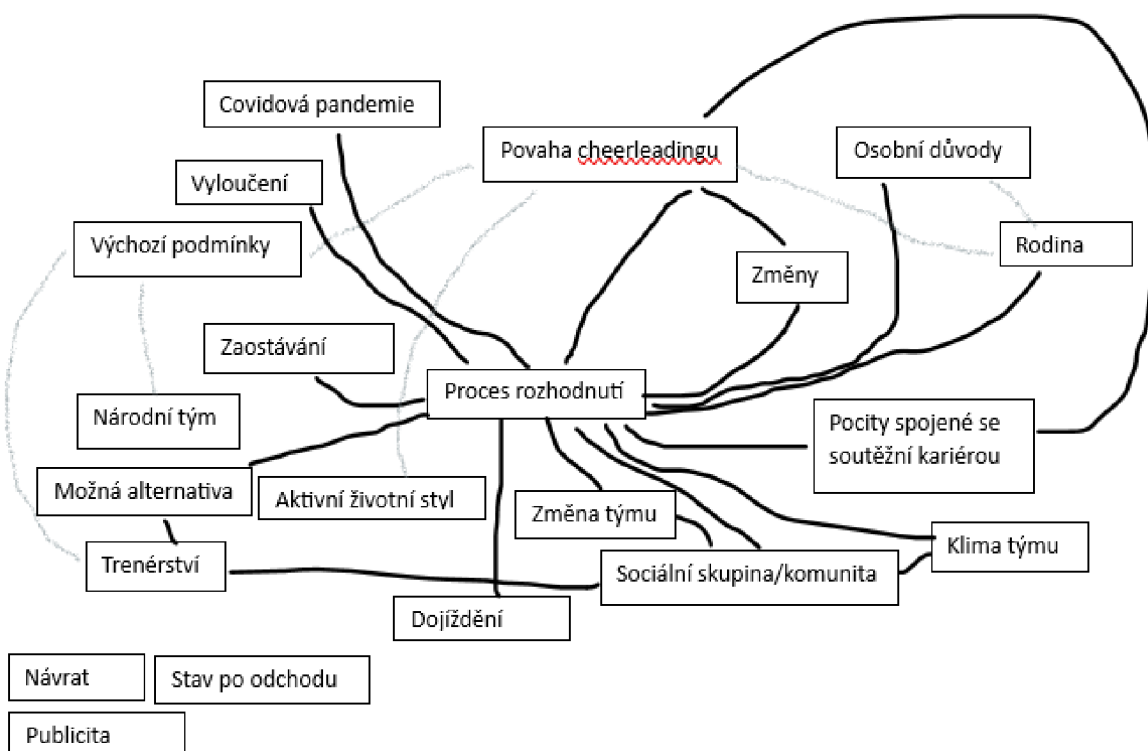 Covidová pandemie
Povaha cheerleadingu
Osobní důvody
Vyloučení
Výchozí podmínky
Rodina
Změny
Zaostávání
Proces rozhodnutí
Národní tým
Pocity spojené se
soutěžní kariérou
Možná alternativa
Aktivní životní styl
Změna týmu
Klima týmu
Trenérství
Sociální skupina/komunita
Dojíždění
Návrat
Stav po odchodu
Publicita